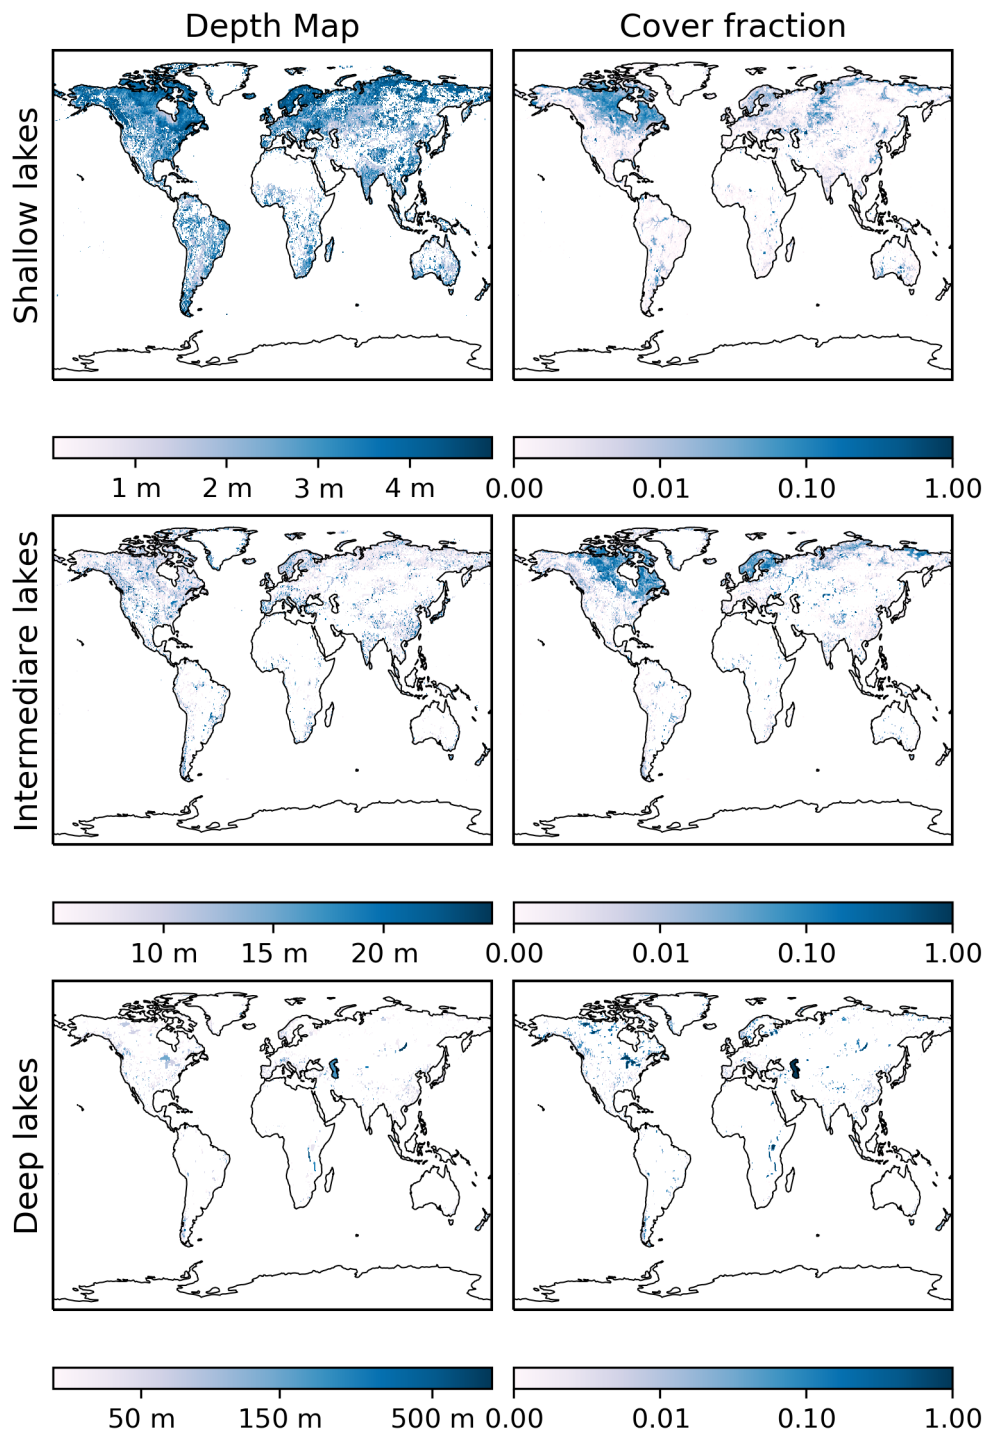 Depth Map
Cover fraction
Shallow lakes
1 m 2 m 3 m 4 m
0.00 0.01 0.10 1.00
Intermediare lakes
10 m 15 m 20 m
0.00 0.01 0.10 1.00
Deep lakes
50 m 150 m 500 m
0.00 0.01 0.10 1.00